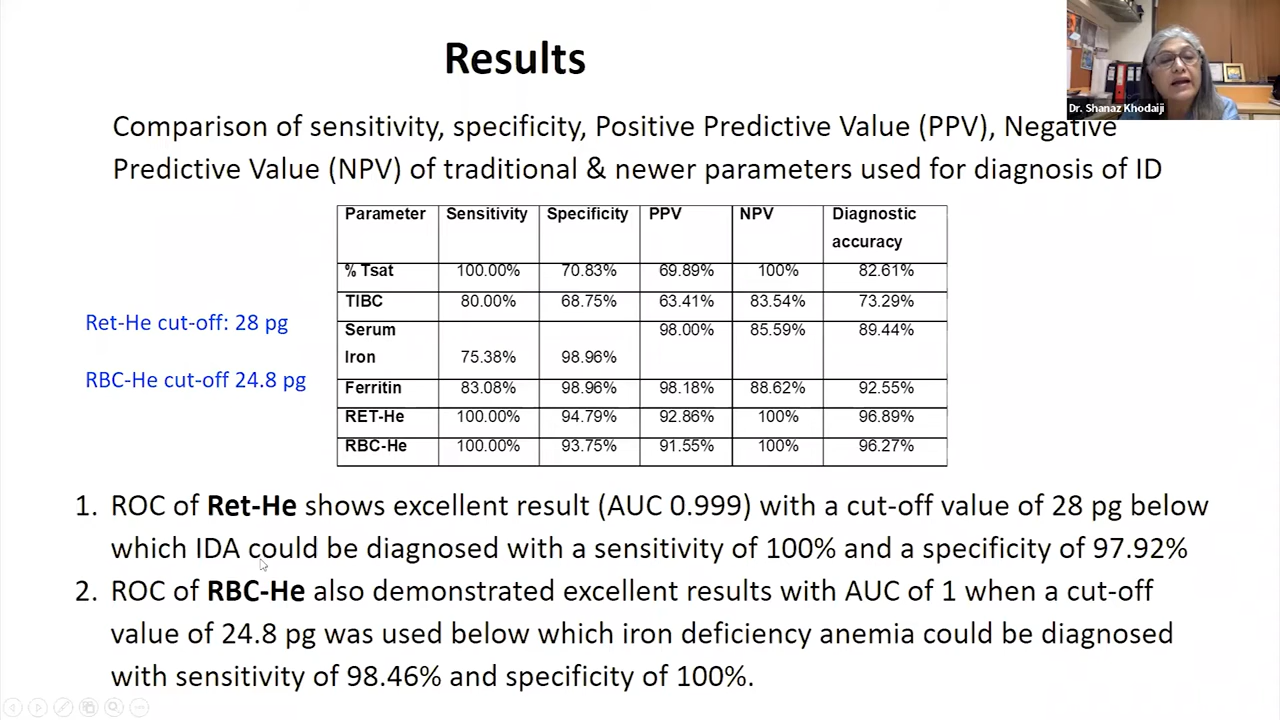 Results
Dr. Shanaz Khodaiji
Comparison of sensitivity, specificity, Positive Predictive Value (PPV), Negative
Predictive Value (NPV) of traditional & newer parameters used for diagnosis of ID
Parameter Sensitivity Specificity PPV NPV Diagnostic
accuracy
% Tsat 100.00% 70.83% 69.89% 100% 82.61%
TIBC 80.00% 68.75% 63.41% 83.54% 73.29%
Serum 98.00% 85.59% 89.44%
Iron 75.38% 98.96%
Ferritin 83.08% 98.96% 98.18% 88.62% 92.55%
RET-He 100.00% 94.79% 92.86% 100% 96.89%
RBC-He 100.00% 93.75% 91.55% 100% 96.27%
Ret-He cut-off: 28 pg
RBC-He cut-off 24.8 pg
1. ROC of Ret-He shows excellent result (AUC 0.999) with a cut-off value of 28 pg below
which IDA could be diagnosed with a sensitivity of 100% and a specificity of 97.92%
2. ROC of RBC-He also demonstrated excellent results with AUC of 1 when a cut-off
value of 24.8 pg was used below which iron deficiency anemia could be diagnosed
with sensitivity of 98.46% and specificity of 100%.